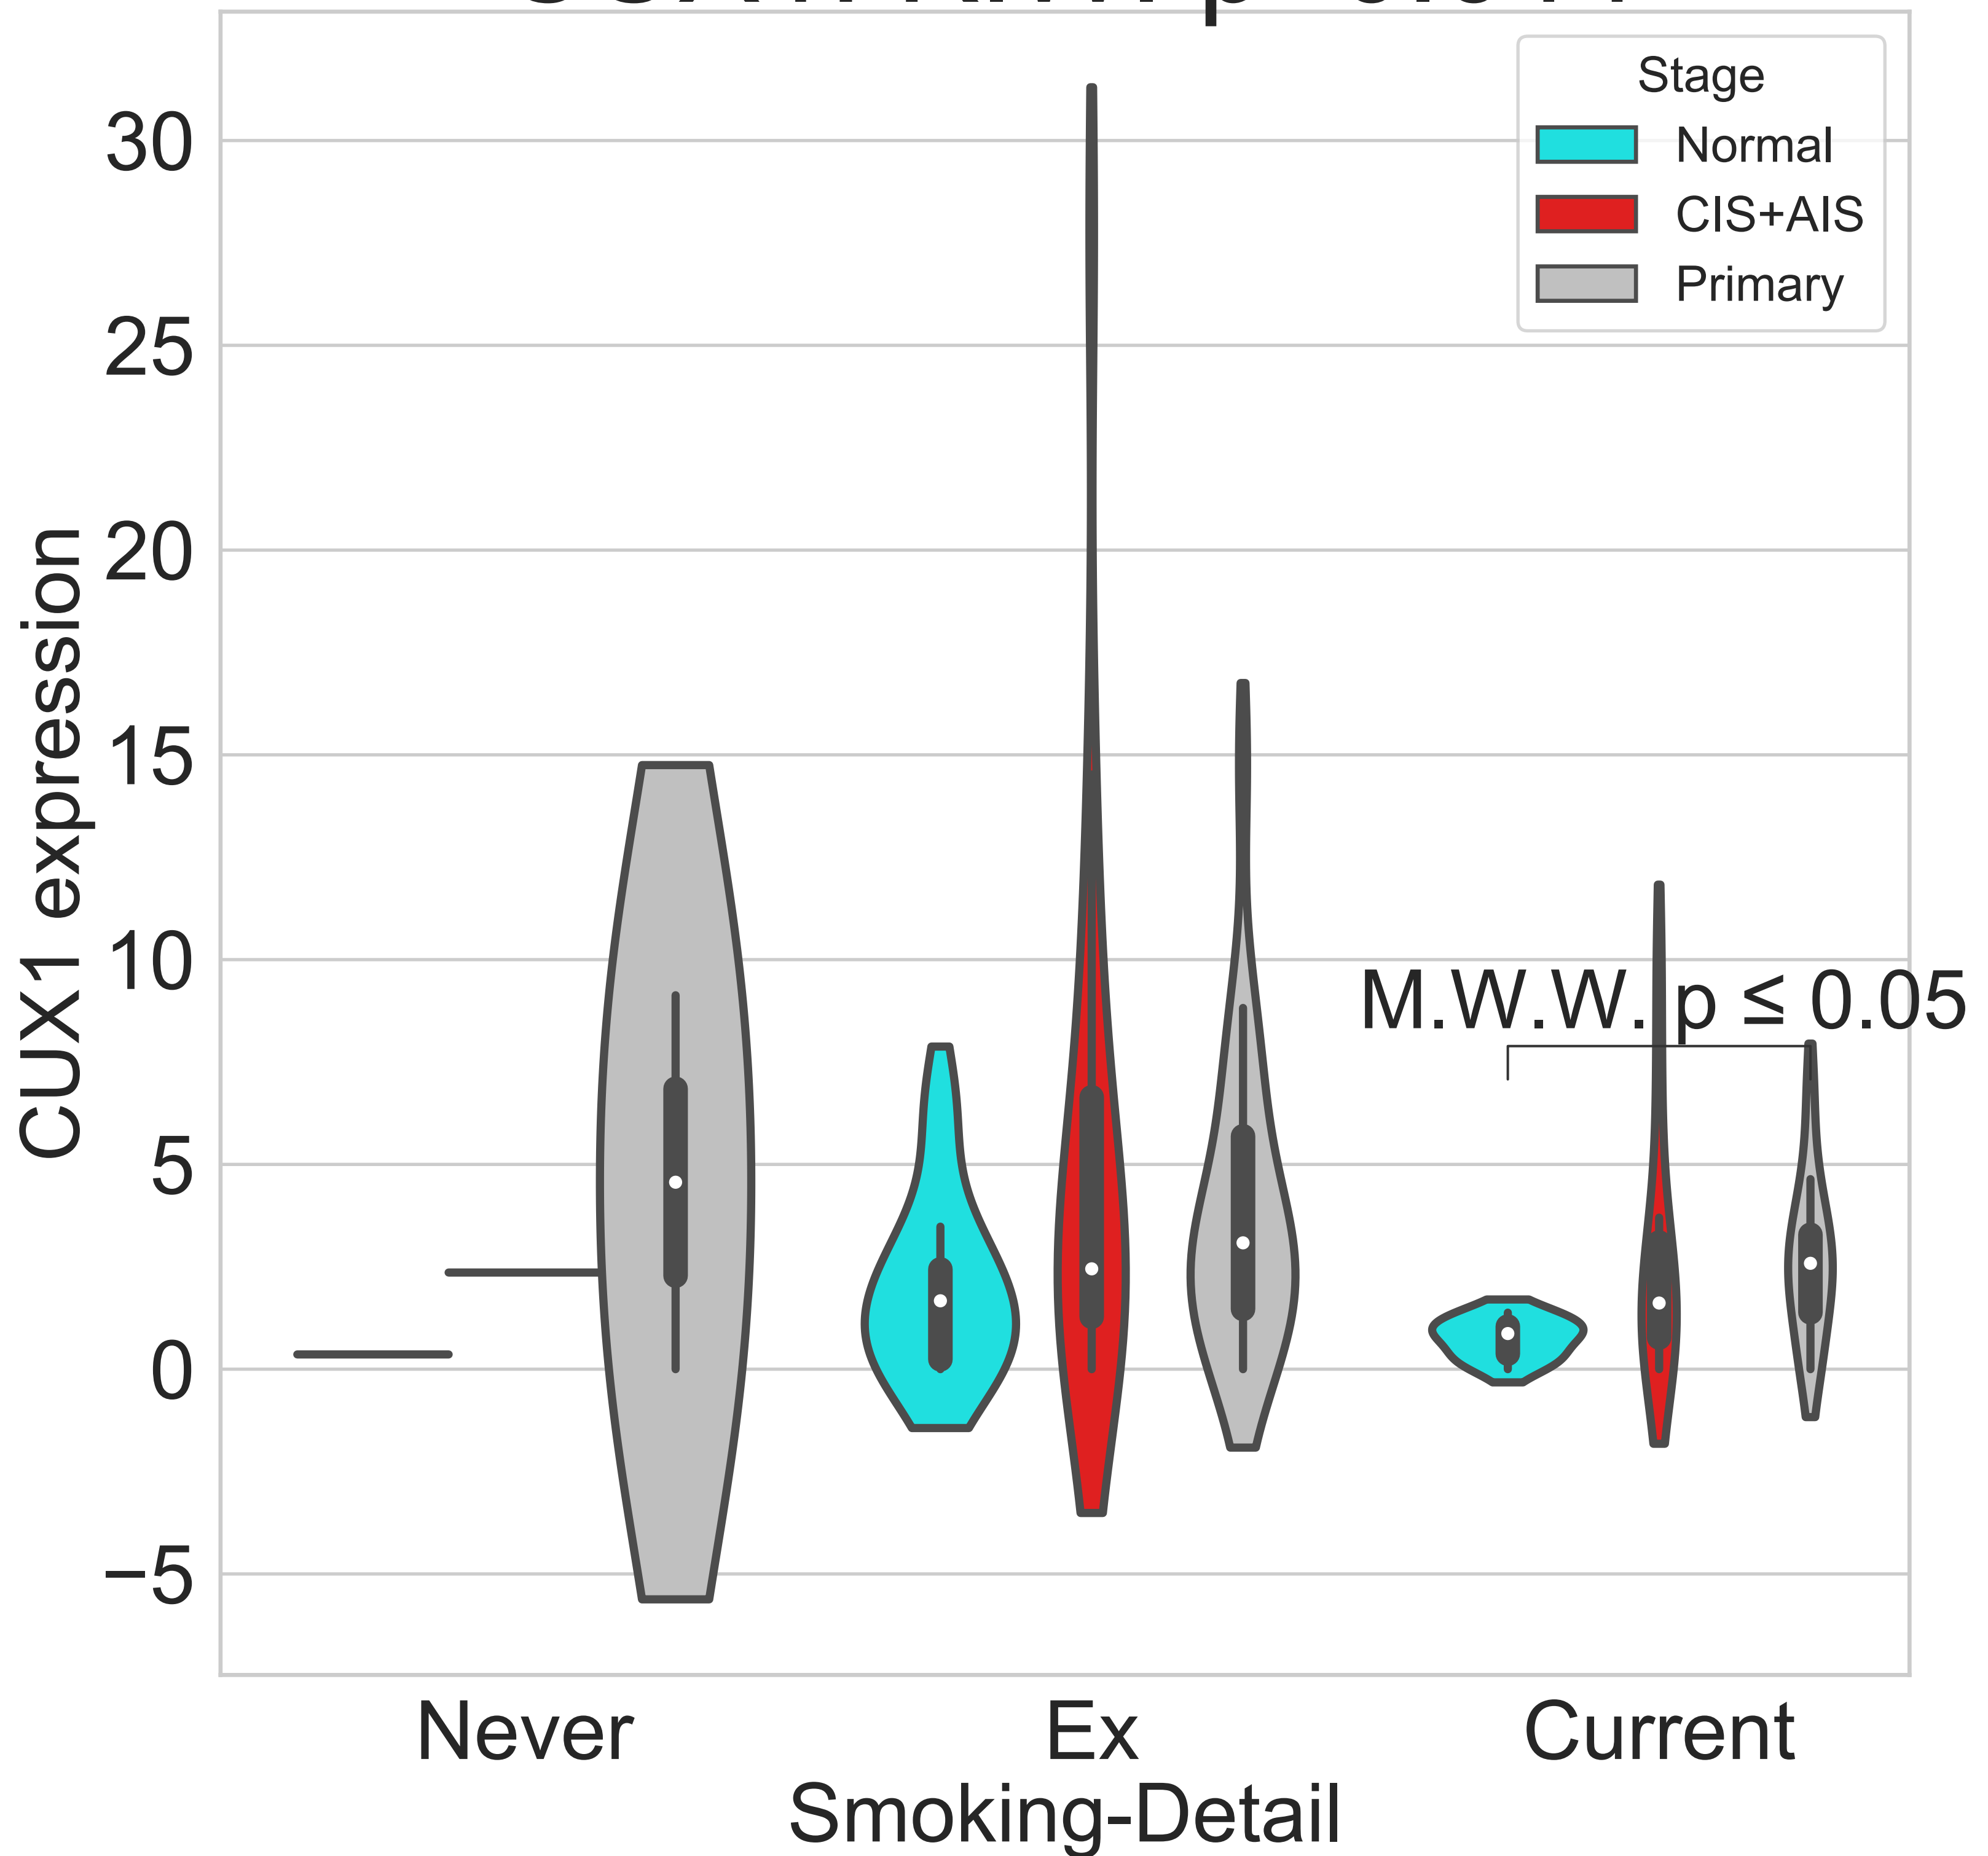 Stage
Normal
CIS+AIS
Primary
30
25
20
15
10
5
0
−5
CUX1 expression
M.W.W. p ≤ 0.05
Never
Ex
Current
Smoking-Detail